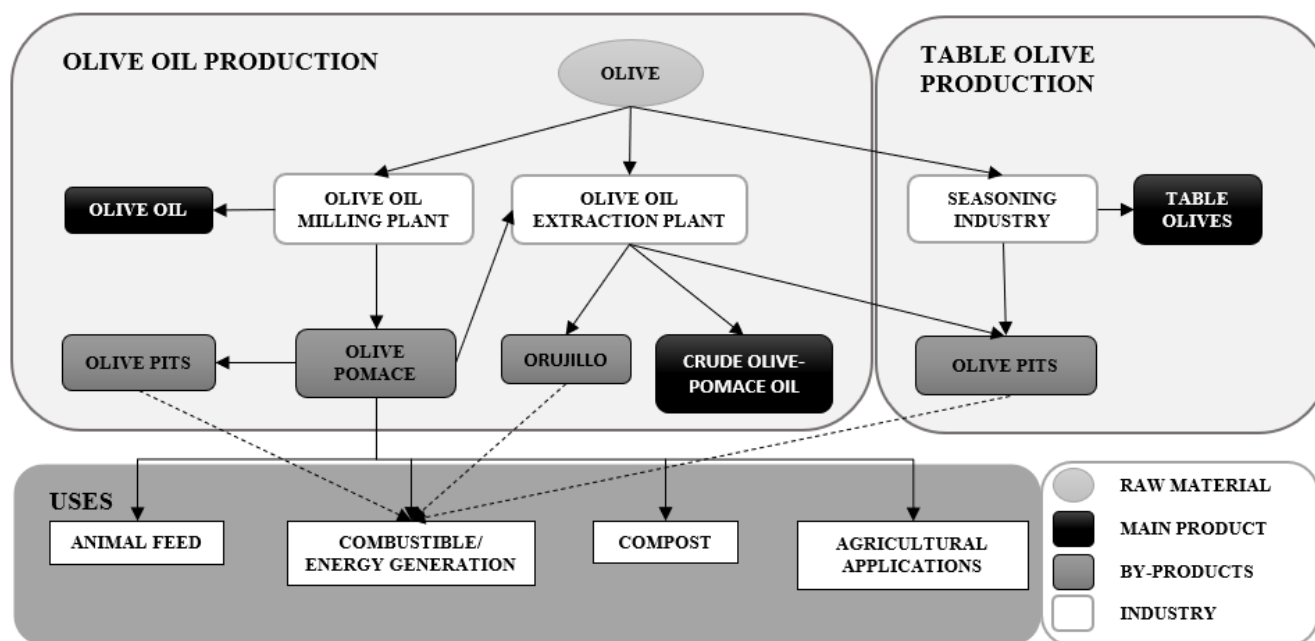 OLIVE OIL PRODUCTION
TABLE OLIVE
PRODUCTION
OLIVE
OLIVE OIL
OLIVE OIL
MILLING PLANT
OLIVE OIL
EXTRACTION PLANT
SEASONING
INDUSTRY
TABLE
OLIVES
OLIVE PITS
OLIVE
POMACE
ORUJILLO
CRUDE OLIVE-
POMACE OIL
OLIVE PITS
USES
ANIMAL FEED
COMBUSTIBLE/
ENERGY GENERATION
COMPOST
AGRICULTURAL
APPLICATIONS
RAW MATERIAL
MAIN PRODUCT
BY-PRODUCTS
INDUSTRY